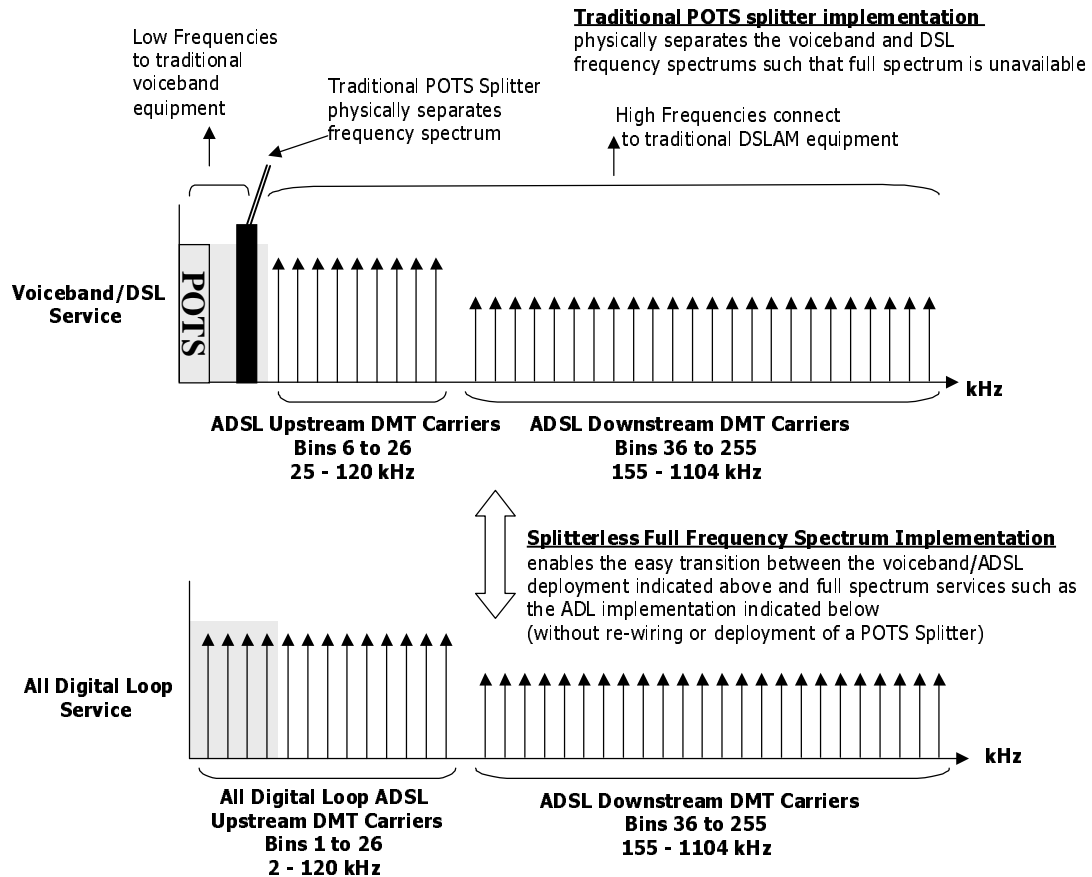 Traditional POTS splitter implementation
physically separates the voiceband and DSL
frequency spectrums such that full spectrum is unavailable
Low Frequencies
to traditional
voiceband
equipment
Traditional POTS Splitter
physically separates
frequency spectrum
High Frequencies connect
to traditional DSLAM equipment
Voiceband/DSL
Service
POTS
kHz
ADSL Upstream DMT Carriers
Bins 6 to 26
25 - 120 kHz
ADSL Downstream DMT Carriers
Bins 36 to 255
155 - 1104 kHz
Splitterless Full Frequency Spectrum Implementation
enables the easy transition between the voiceband/ADSL
deployment indicated above and full spectrum services such as
the ADL implementation indicated below
(without re-wiring or deployment of a POTS Splitter)
All Digital Loop
Service
kHz
All Digital Loop ADSL
Upstream DMT Carriers
Bins 1 to 26
2 - 120 kHz
ADSL Downstream DMT Carriers
Bins 36 to 255
155 - 1104 kHz